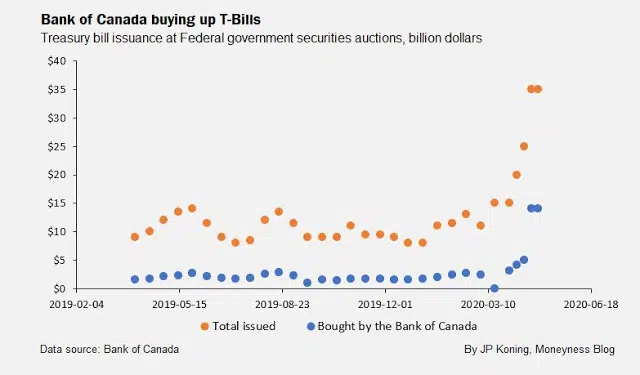 Bank of Canada buying up T-Bills
Treasury bill issuance at Federal government securities auctions, billion dollars
$40
$35
$30
$25
$20
$15
$10
$5
$0
2019-02-04 2019-05-15 2019-08-23 2019-12-01 2020-03-10 2020-06-18
Total issued Bought by the Bank of Canada
Data source: Bank of Canada By JP Koning, Moneyness Blog